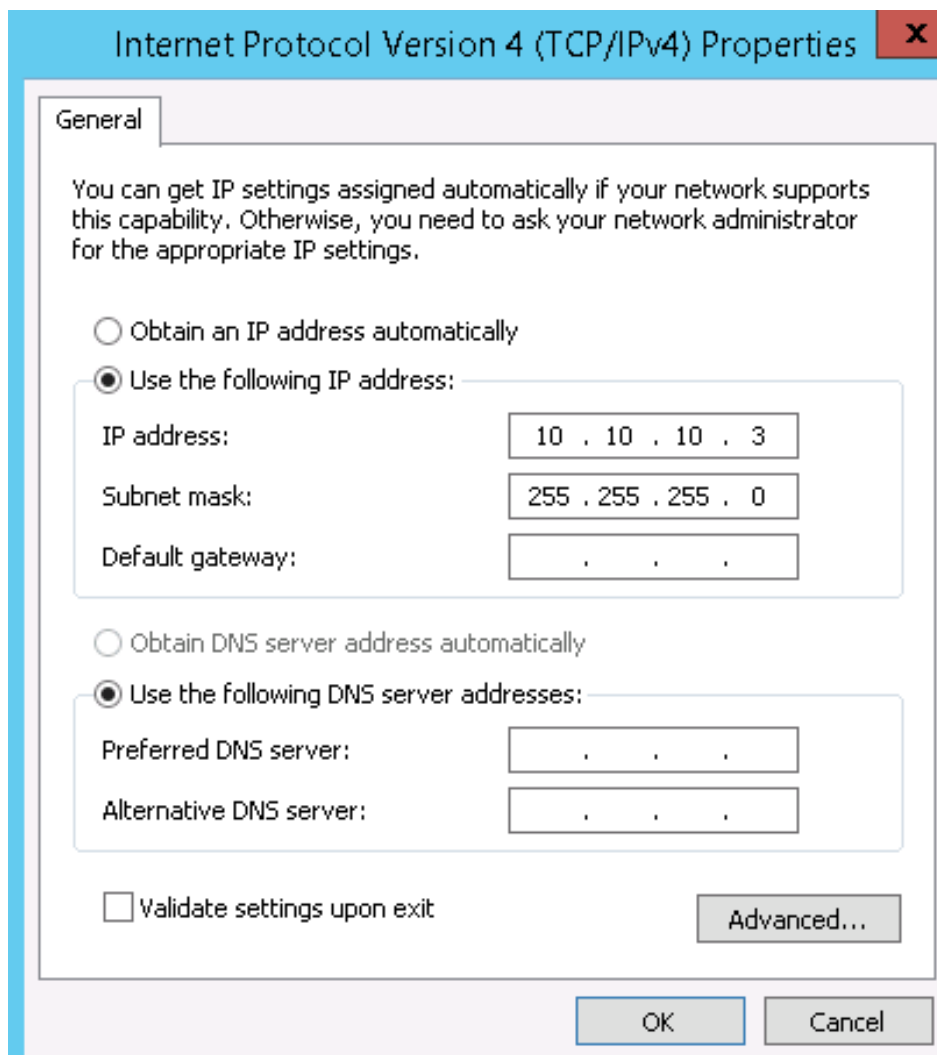 Internet Protocol Version 4 (TCP/IPv4) Properties
x
General
You can get IP settings assigned automatically if your network supports
this capability. Otherwise, you need to ask your network administrator
for the appropriate IP settings.
Obtain an IP address automatically
Use the following IP address:
IP address: 10 . 10 . 10 . 3
Subnet mask: 255 . 255 . 255 . 0
Default gateway: . . .
Obtain DNS server address automatically
Use the following DNS server addresses:
Preferred DNS server: . . .
Alternative DNS server: . . .
Validate settings upon exit
Advanced...
OK Cancel